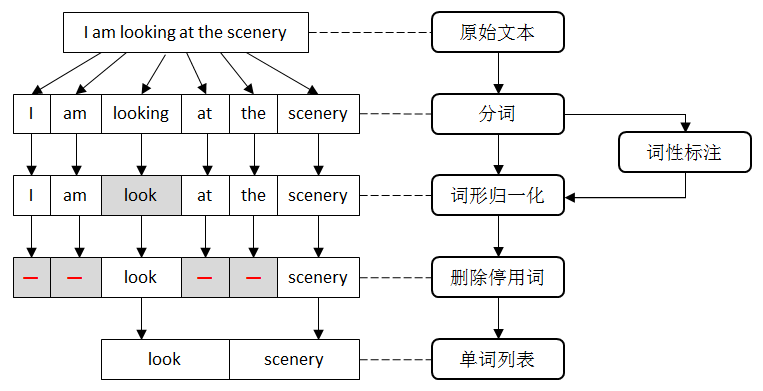 I am looking at the scenery 原始文本
I am looking at the scenery 分词
词性标注
I am look at the scenery 词形归一化
— — look — — scenery 删除停用词
look scenery 单词列表